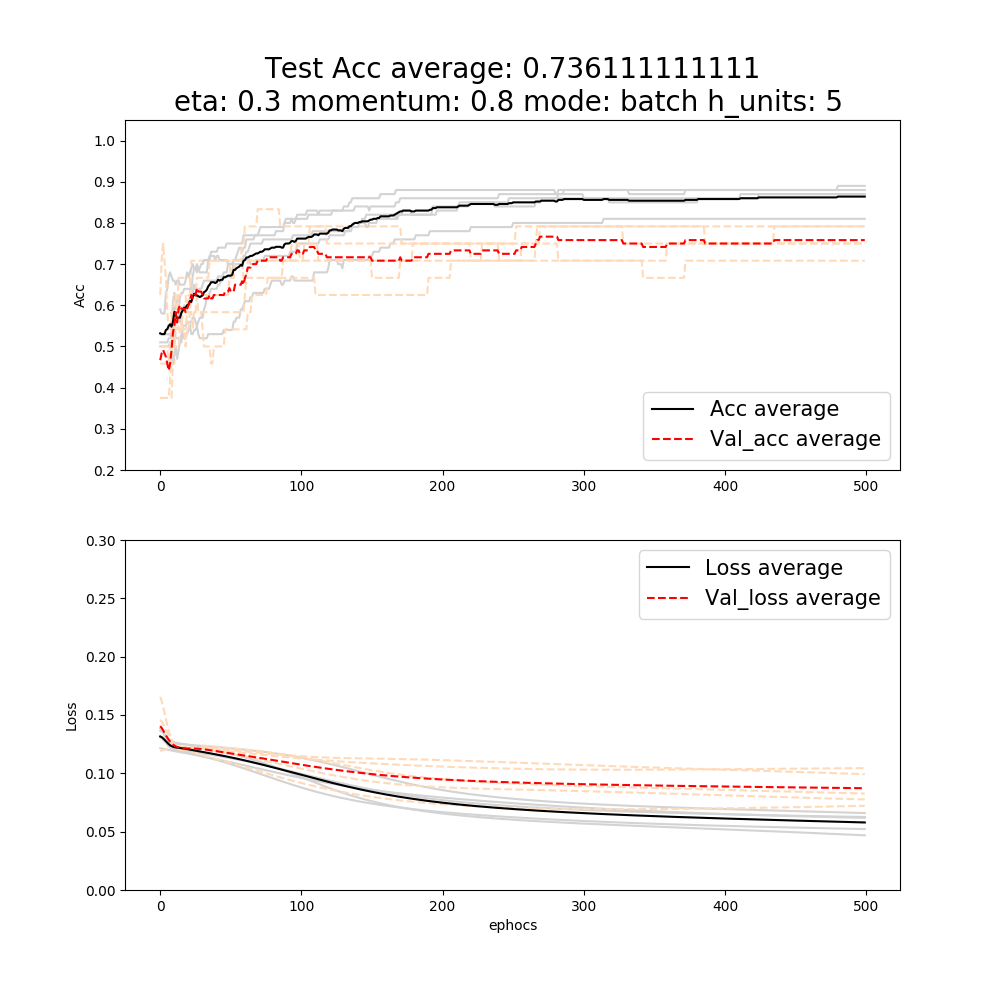 Test Acc average: 0.736111111111
eta: 0.3 momentum: 0.8 mode: batch h_units: 5
1.0
0.9
0.8
0.7
0.6
0.5
0.4
0.3
0.2
Acc
0 100 200 300 400 500
Acc average
Val_acc average
0.30
0.25
0.20
0.15
0.10
0.05
0.00
Loss
0 100 200 300 400 500
ephocs
Loss average
Val_loss average